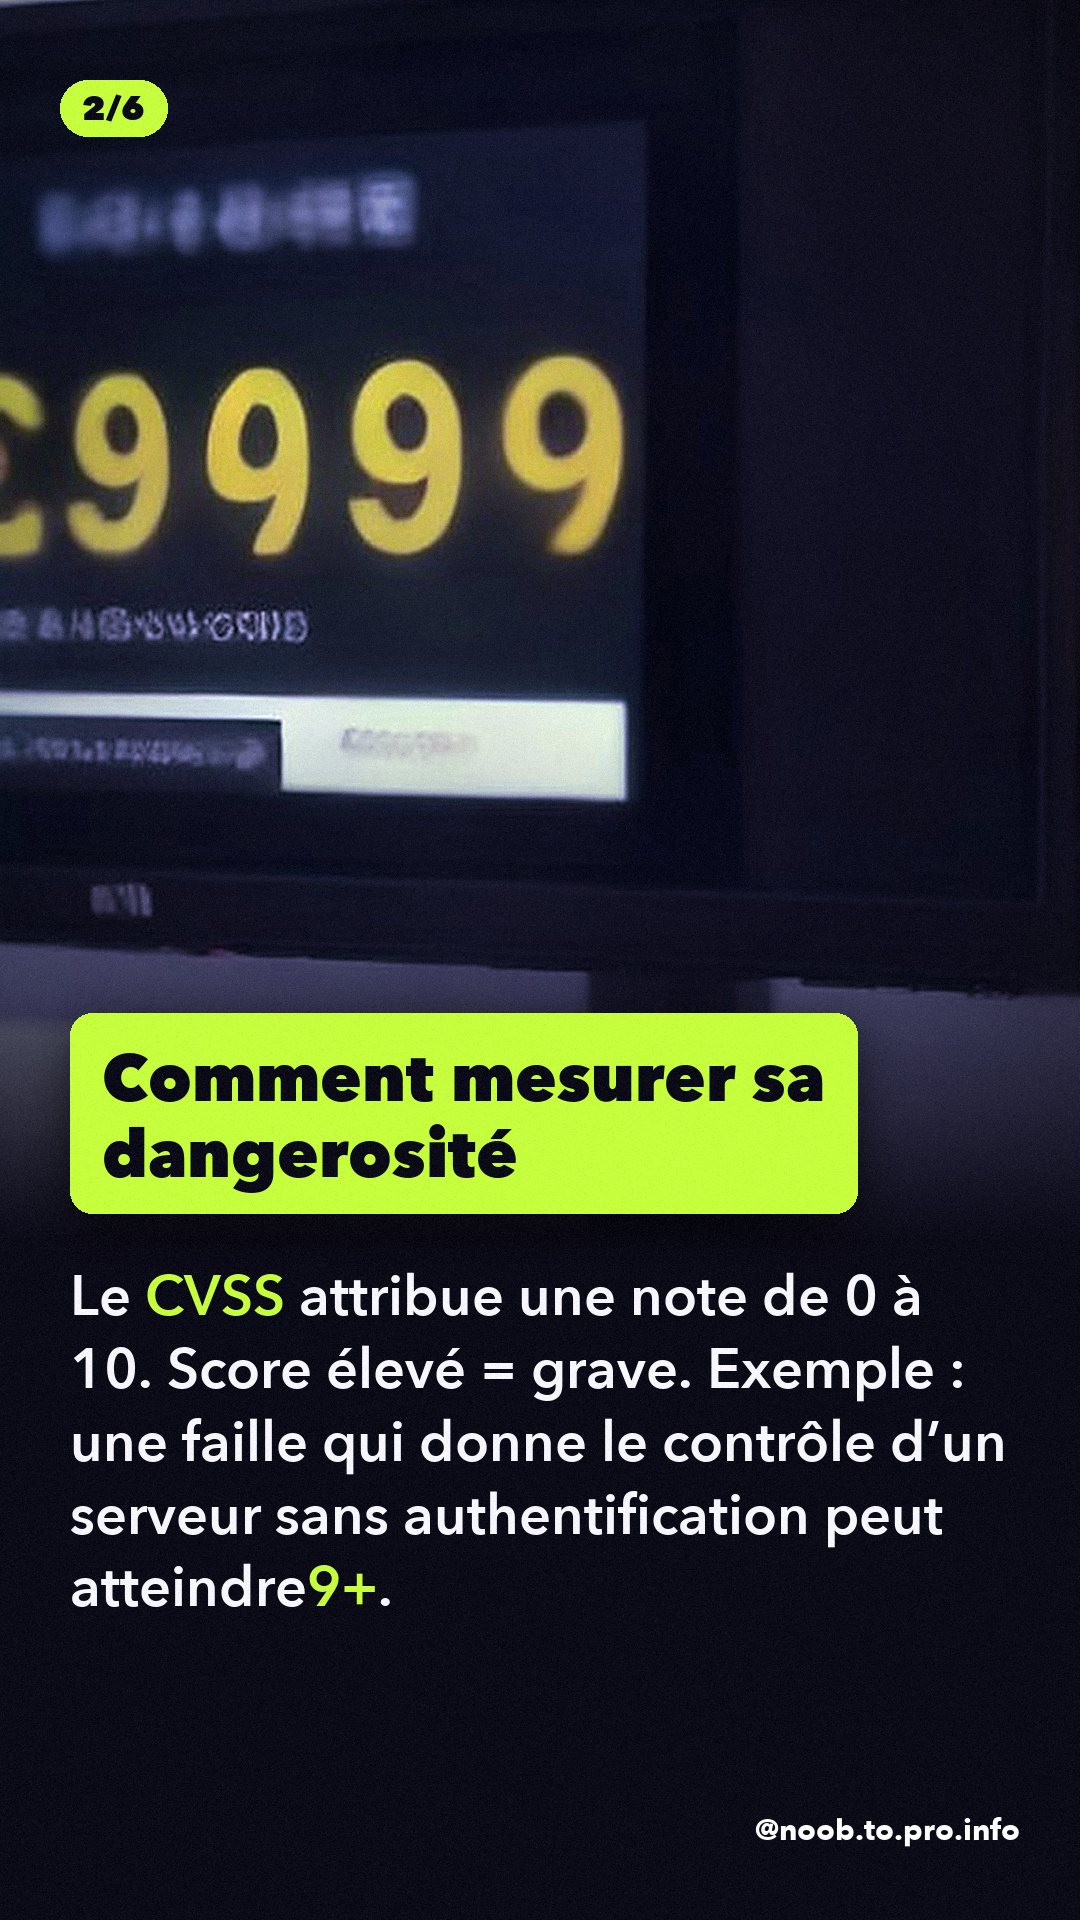 2/6
9999
Comment mesurer sa
dangerosité
Le CVSS attribue une note de 0 à
10. Score élevé = grave. Exemple :
une faille qui donne le contrôle d’un
serveur sans authentification peut
atteindre9+.
@noob.to.pro.info